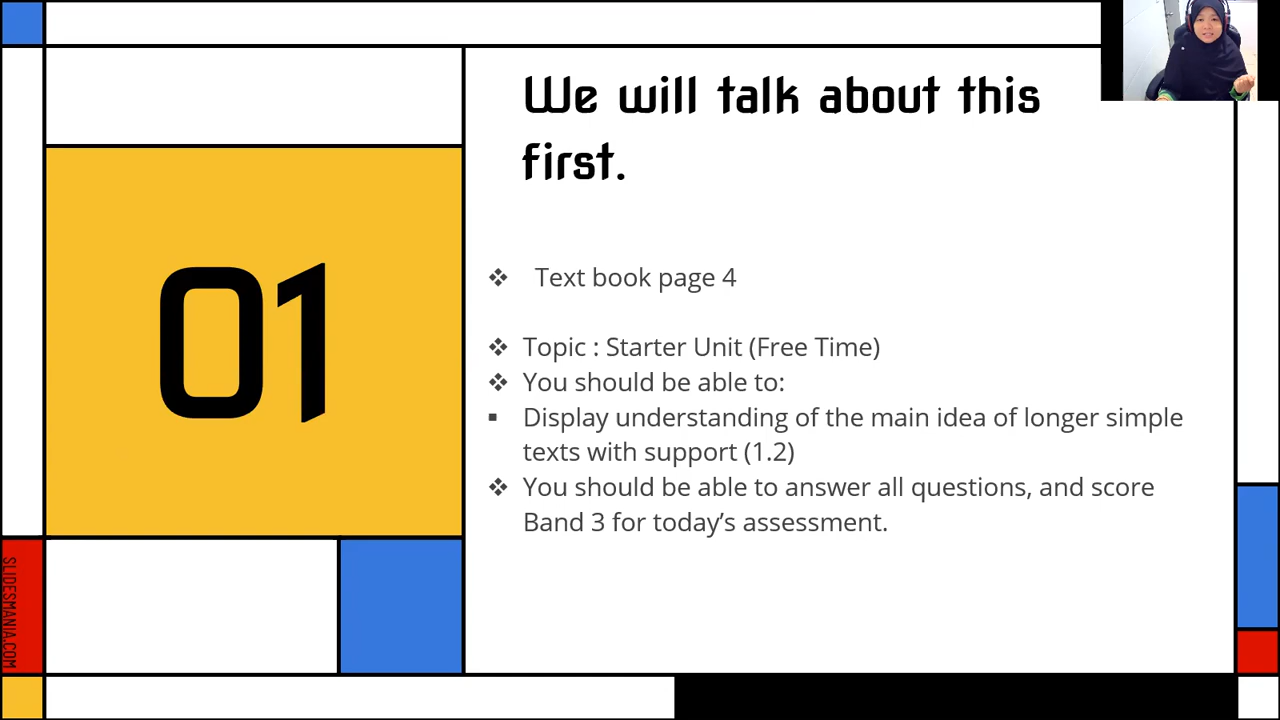 We will talk about this
first.
01
❖ Text book page 4
❖ Topic : Starter Unit (Free Time)
❖ You should be able to:
▪ Display understanding of the main idea of longer simple
texts with support (1.2)
❖ You should be able to answer all questions, and score
Band 3 for today’s assessment.
SLIDESMANIA.COM